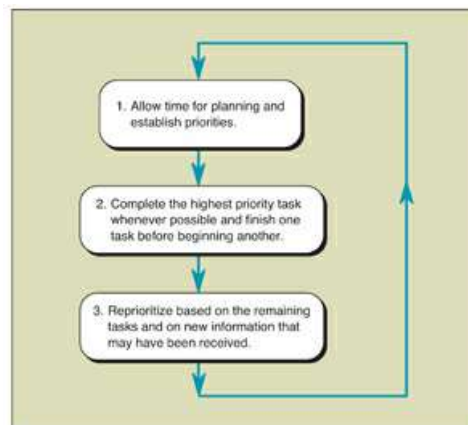 1. Allow time for planning and
establish priorities.
2. Complete the highest priority task
whenever possible and finish one
task before beginning another.
3. Reprioritize based on the remaining
tasks and on new information that
may have been received.